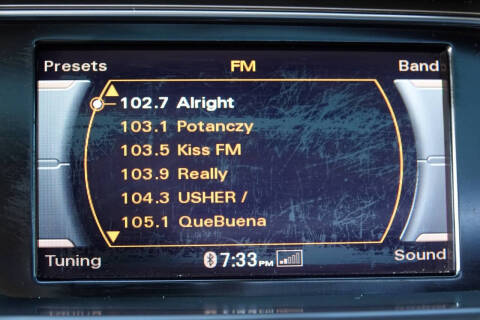 Presets FM Band
102.7 Alright
103.1 Potanczy
103.5 Kiss FM
103.9 Really
104.3 USHER /
105.1 QueBuena
Tuning 7:33PM Sound